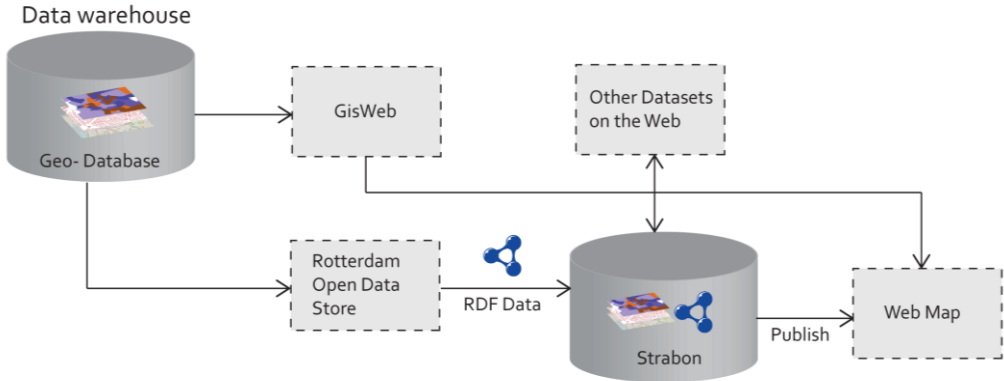 Data warehouse
Geo- Database
GisWeb
Other Datasets
on the Web
Rotterdam
Open Data
Store
RDF Data
Strabon
Publish
Web Map